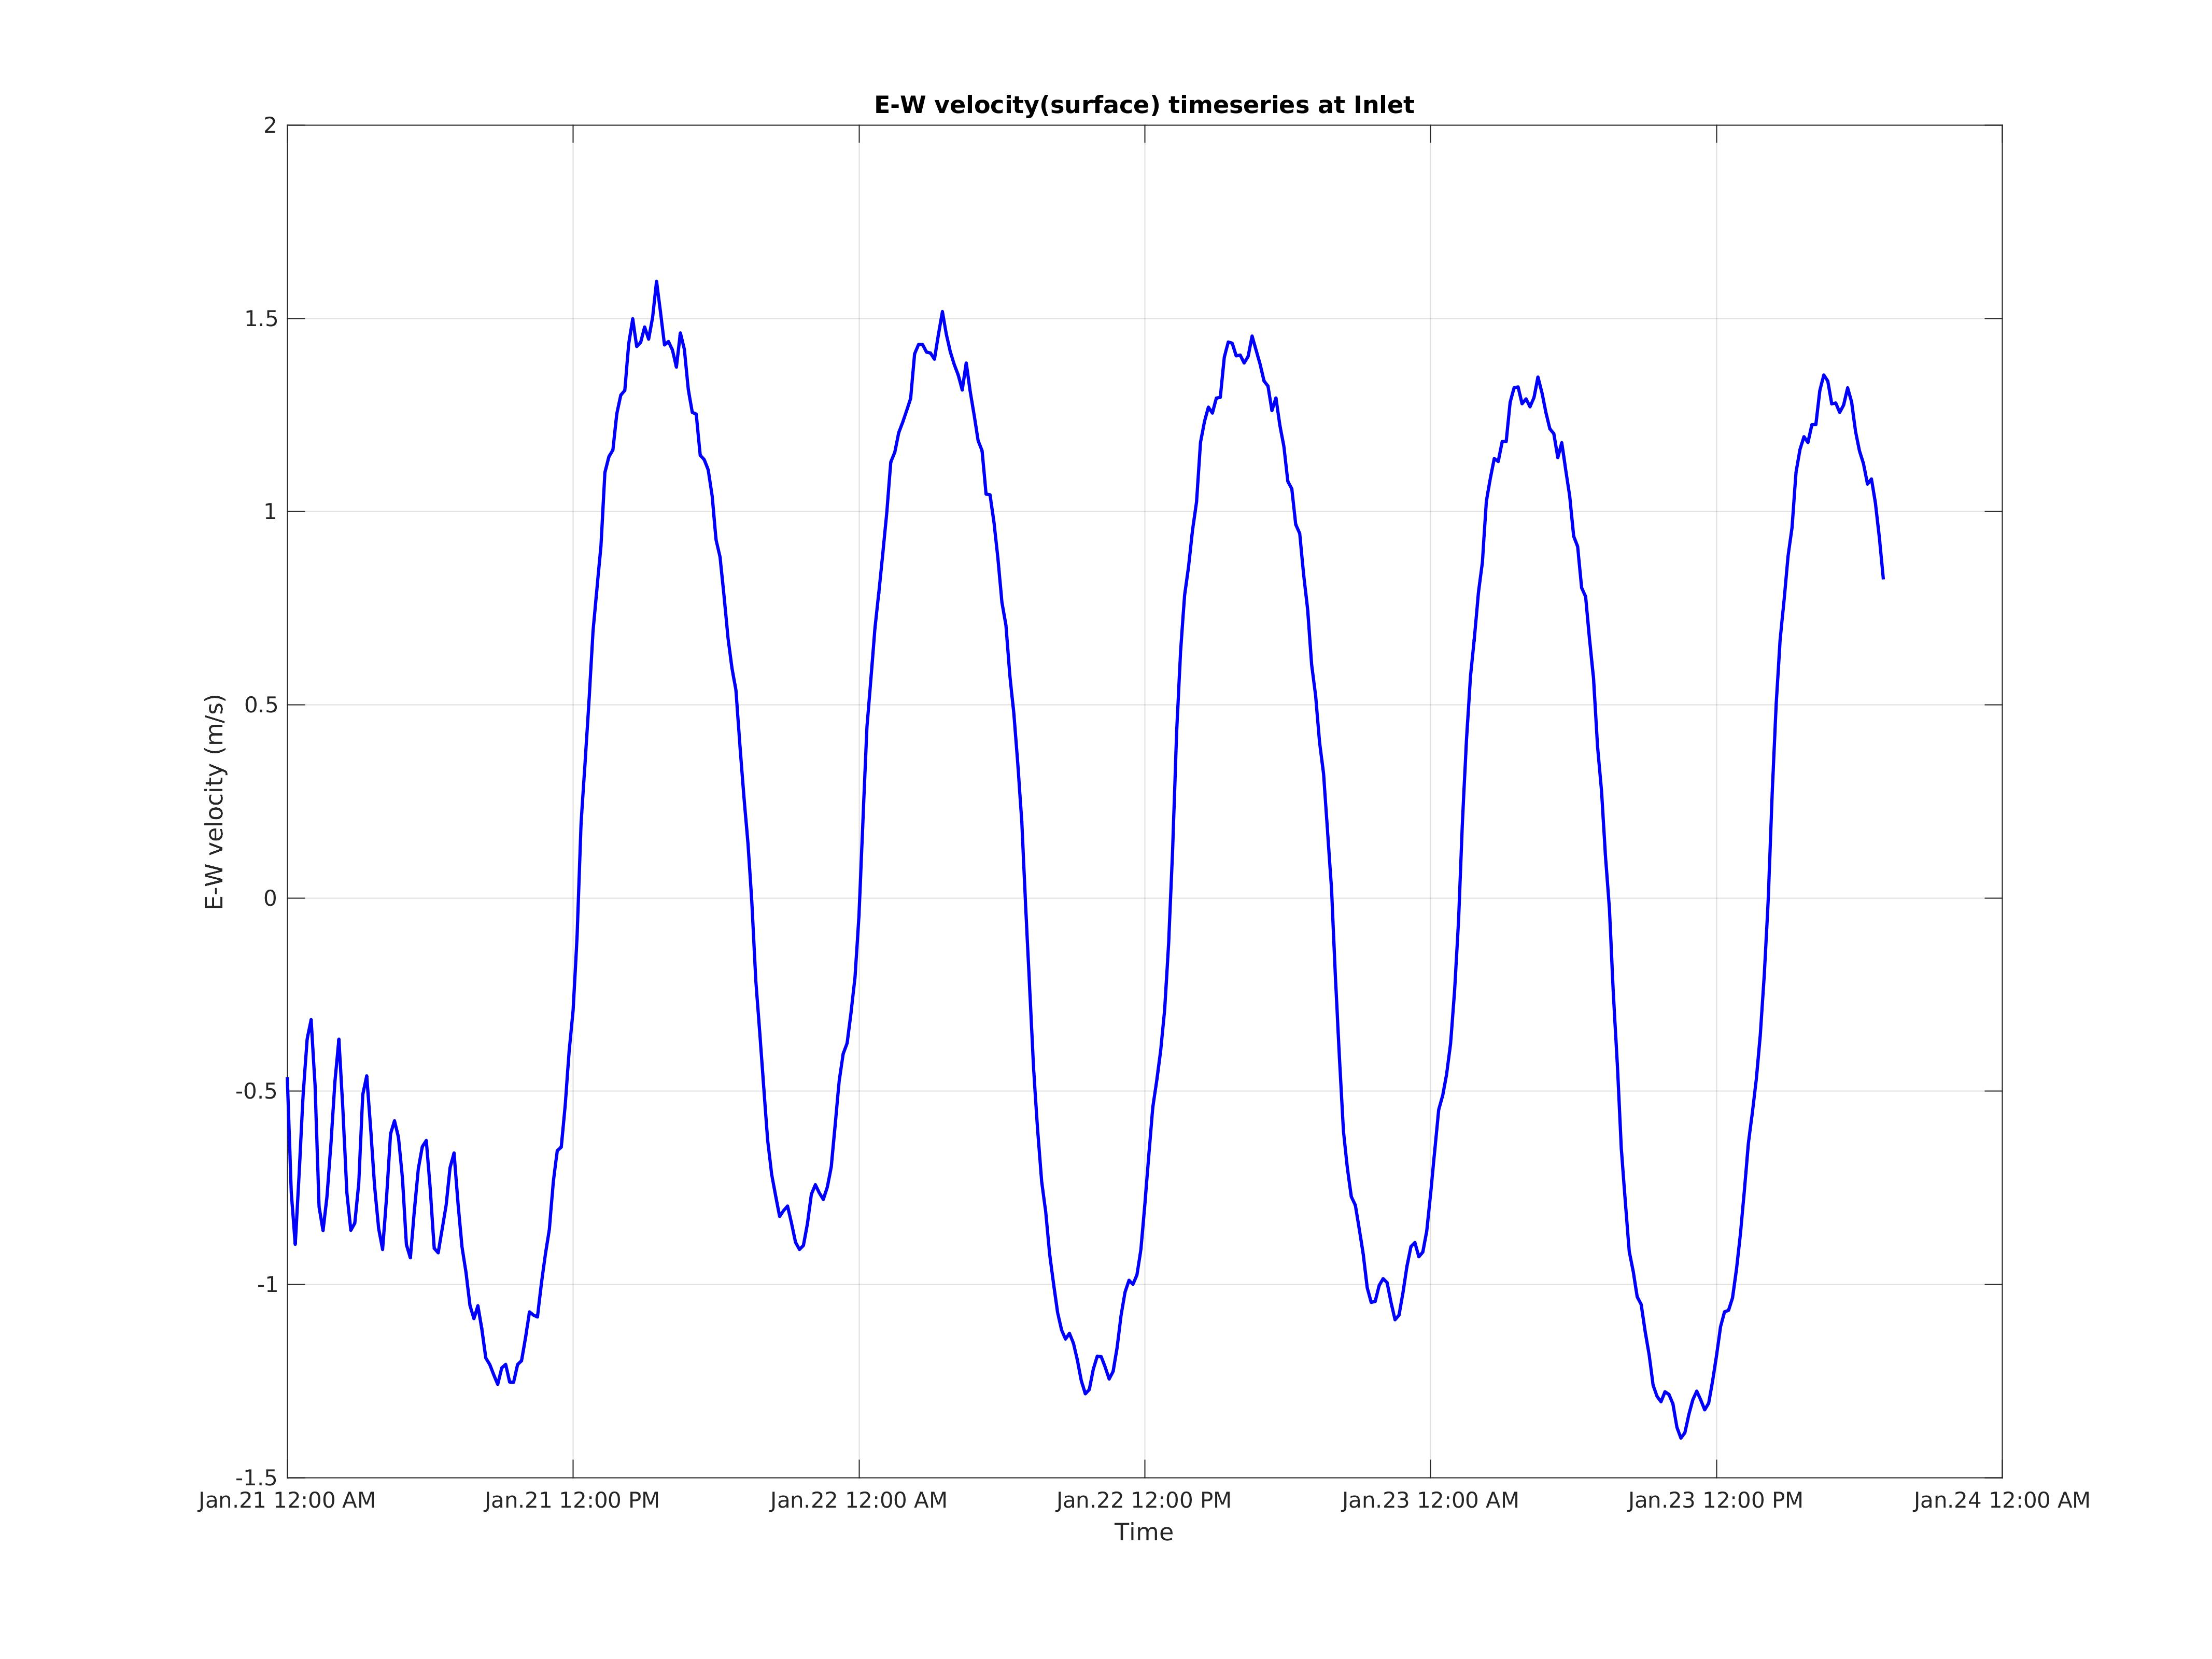 E-W velocity(surface) timeseries at Inlet
2
1.5
1
0.5
0
-0.5
-1
-1.5
E-W velocity (m/s)
Jan.21 12:00 AM
Jan.21 12:00 PM
Jan.22 12:00 AM
Jan.22 12:00 PM
Jan.23 12:00 AM
Jan.23 12:00 PM
Jan.24 12:00 AM
Time